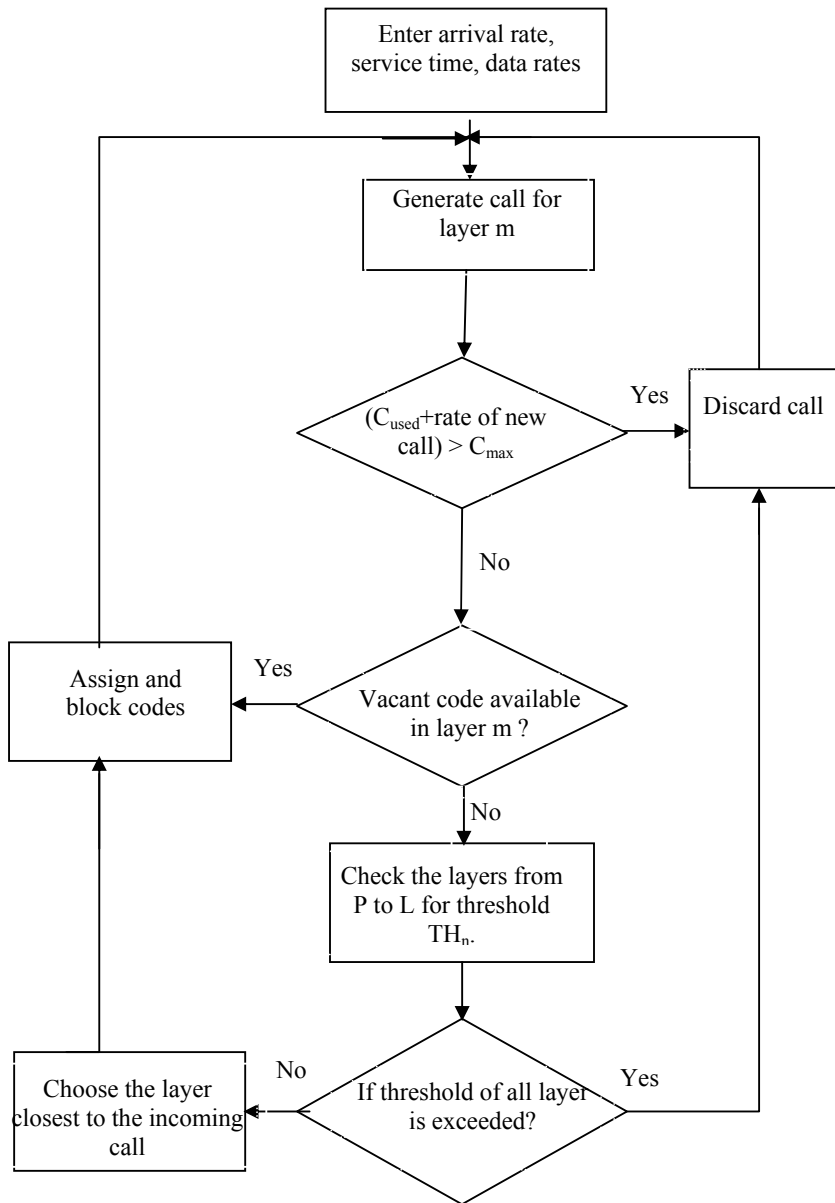 Enter arrival rate,
service time, data rates
Generate call for
layer m
(Cused+rate of new
call) > Cmax
Yes
Discard call
No
Assign and
block codes
Yes
Vacant code available
in layer m ?
No
Check the layers from
P to L for threshold
THn.
Choose the layer
closest to the incoming
call
No
If threshold of all layer
is exceeded?
Yes